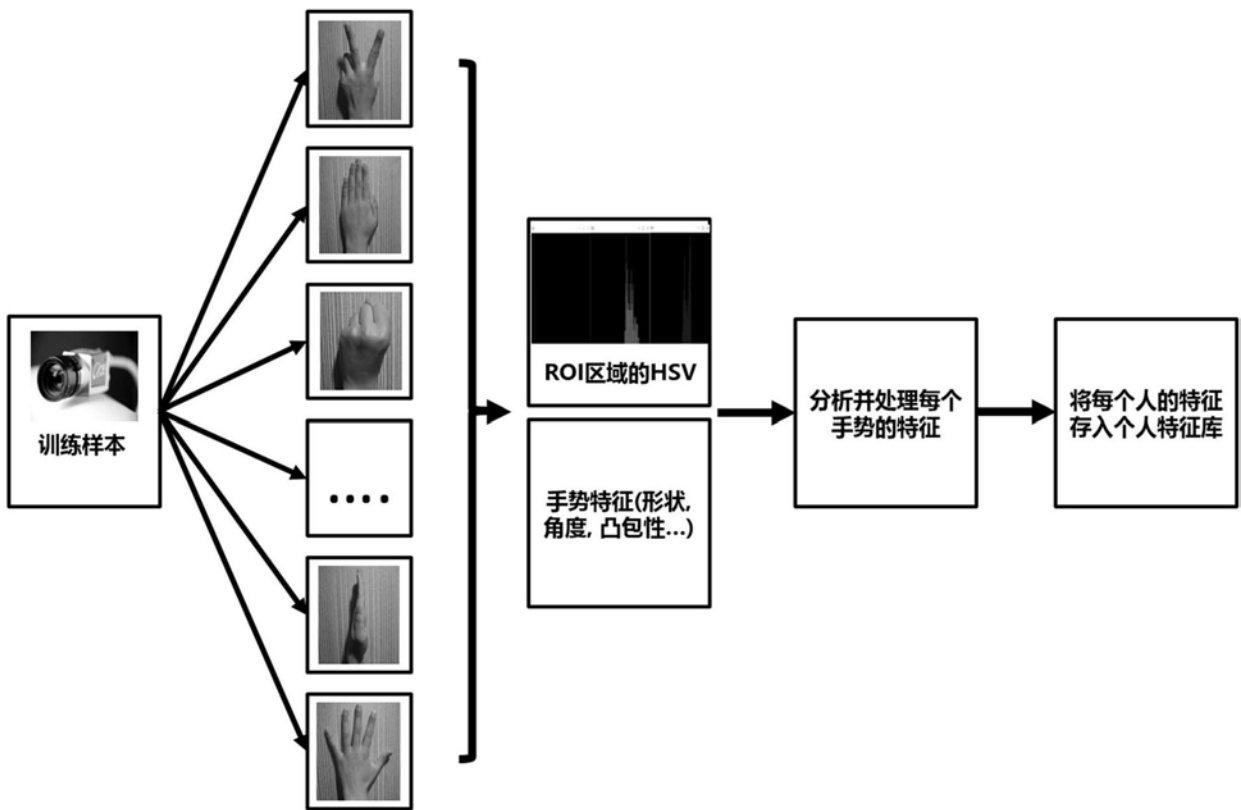 训练样本
....
ROI区域的HSV
手势特征(形状,
角度, 凸包性...)
分析并处理每个
手势的特征
将每个人的特征
存入个人特征库